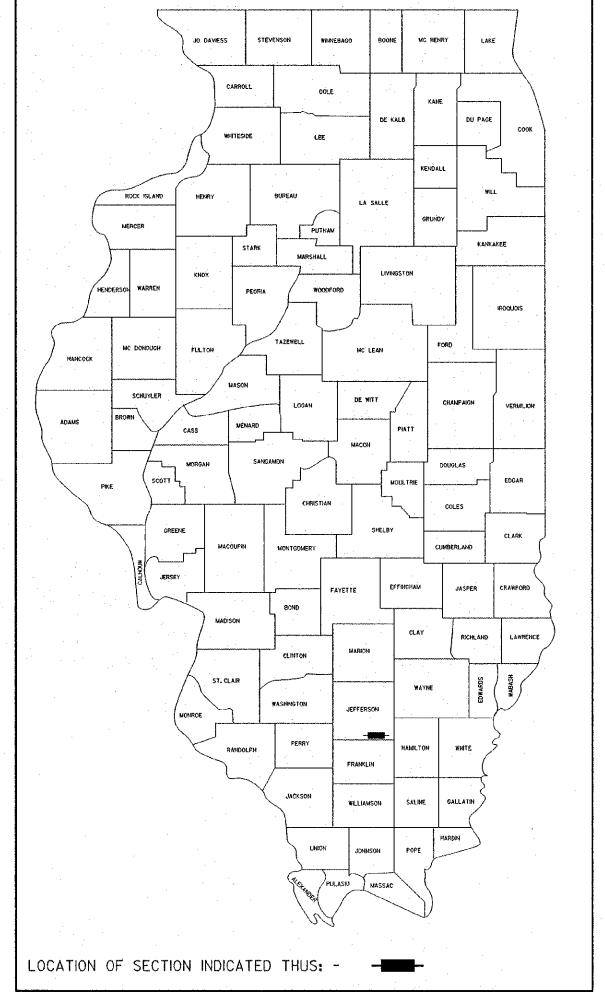 JO DAVIESS STEVENSON WINNEBAGO BOONE MC HENRY LAKE
CARROLL OGLE KANE
DE KALB DU PAGE COOK
WHITESIDE LEE
KENDALL
ROCK ISLAND HENRY BUREAU LA SALLE WILL
MERCER PUTNAM GRUNDY
STARK MARSHALL KANKAKEE
HENDERSON WARREN KNOX PEORIA WOODFORD LIVINGSTON
IROQUOIS
HANCOCK MC DONOUGH FULTON TAZEWELL MC LEAN FORD
MASON
SCHUYLER LOGAN DE WITT CHAMPAIGN VERMILION
ADAMS BROWN CASS MENARD MACON PIATT
MORGAN SANGAMON DOUGLAS
PIKE SCOTT MOULTRIE EDGAR
CHRISTIAN COLES
GREENE MACOUPIN SHELBY
MONTGOMERY CUMBERLAND CLARK
CALHOUN JERSEY FAYETTE EFFINGHAM JASPER CRAWFORD
MADISON BOND
CLAY RICHLAND LAWRENCE
CLINTON MARION
ST. CLAIR WAYNE EDWARDS WABASH
MONROE WASHINGTON JEFFERSON
RANDOLPH PERRY HAMILTON WHITE
FRANKLIN
JACKSON WILLIAMSON SALINE GALLATIN
UNION JOHNSON POPE HARDIN
ALEXANDER PULASKI MASSAC
LOCATION OF SECTION INDICATED THUS: -